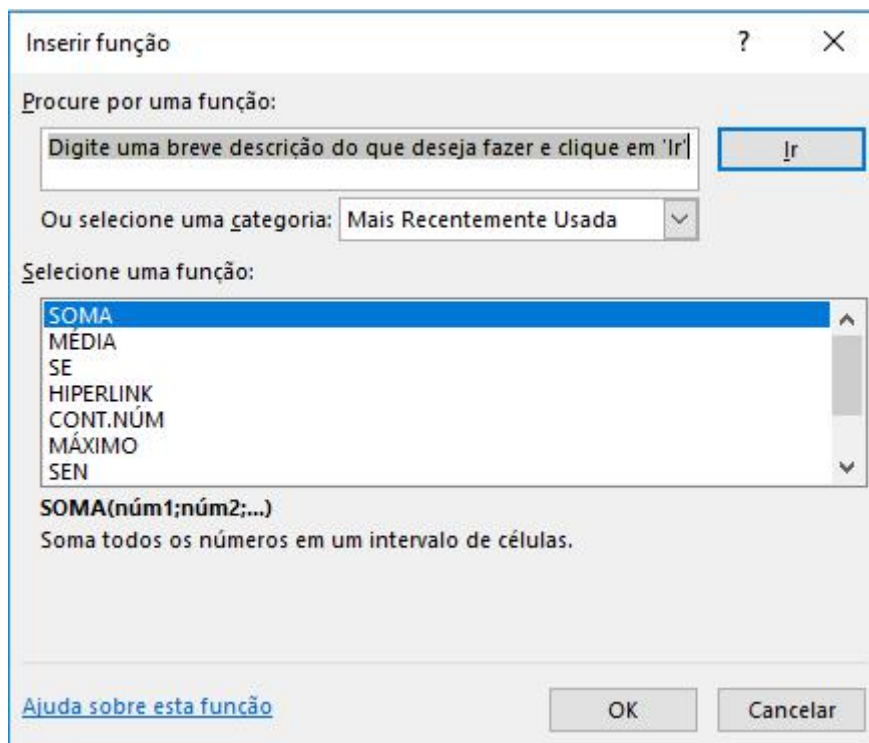 Inserir função
?
Procure por uma função:
Digite uma breve descrição do que deseja fazer e clique em 'Ir'
Ir
Ou selecione uma categoria: Mais Recentemente Usada
Selecione uma função:
SOMA
MÉDIA
SE
HIPERLINK
CONT.NÚM
MÁXIMO
SEN
SOMA(núm1;núm2;...)
Soma todos os números em um intervalo de células.
Ajuda sobre esta função
OK
Cancelar